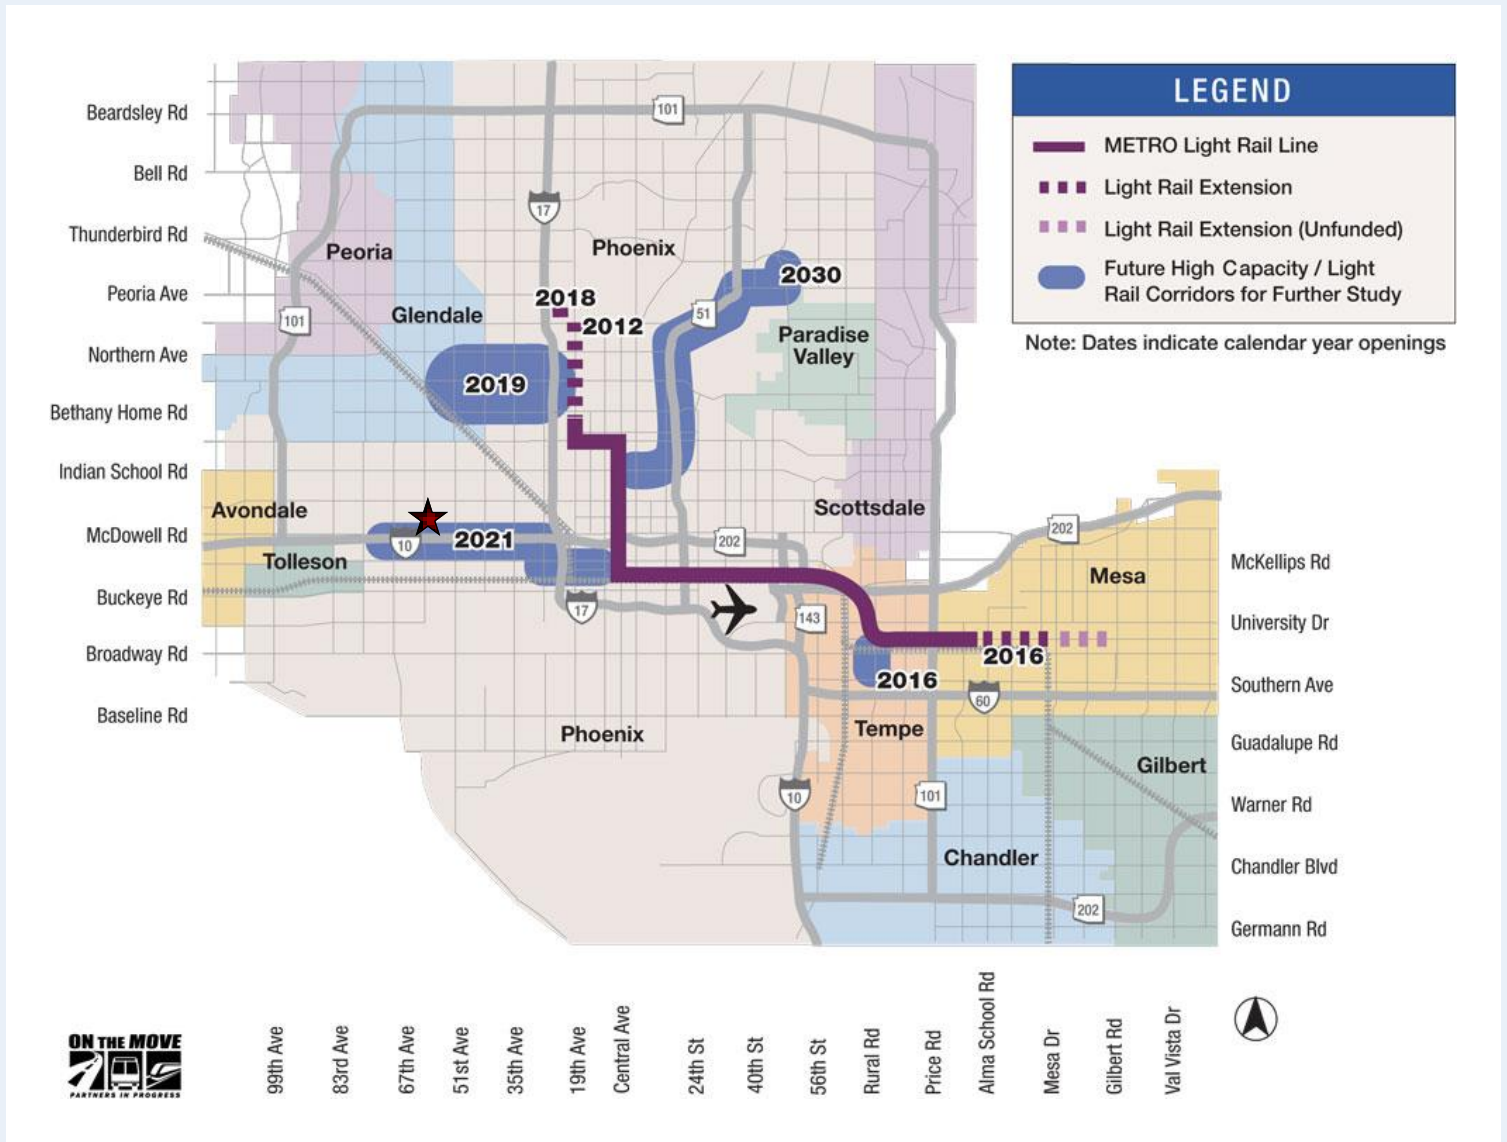 LEGEND
METRO Light Rail Line
Light Rail Extension
Light Rail Extension (Unfunded)
Future High Capacity / Light
Rail Corridors for Further Study
Note: Dates indicate calendar year openings
Beardsley Rd
Bell Rd
Thunderbird Rd
Peoria Ave
Northern Ave
Bethany Home Rd
Indian School Rd
McDowell Rd
Buckeye Rd
Broadway Rd
Baseline Rd
101
17
Peoria
Phoenix
2030
2018
51
101
Glendale
2012
Paradise
Valley
2019
Avondale
Scottsdale
202
10
2021
202
Tolleson
Mesa
17
143
2016
2016
60
Tempe
Phoenix
Gilbert
10
101
Chandler
202
McKellips Rd
University Dr
Southern Ave
Guadalupe Rd
Warner Rd
Chandler Blvd
Germann Rd
99th Ave
83rd Ave
67th Ave
51st Ave
35th Ave
19th Ave
Central Ave
24th St
40th St
56th St
Rural Rd
Price Rd
Alma School Rd
Mesa Dr
Gilbert Rd
Val Vista Dr
ON THE MOVE
PARTNERS IN PROGRESS